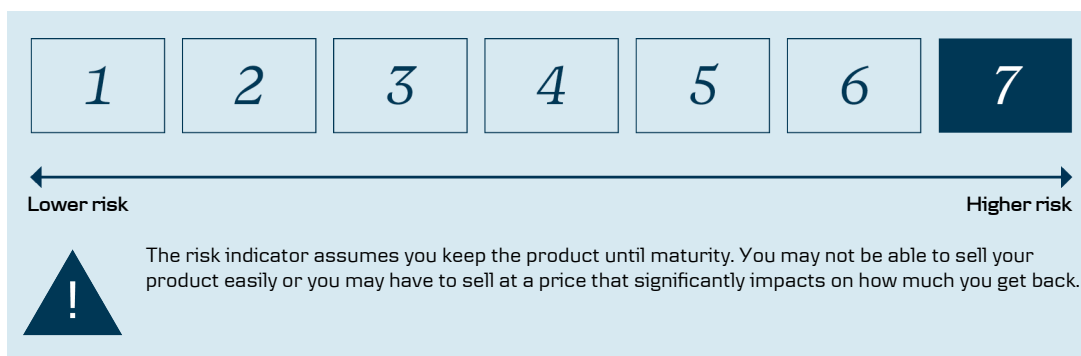 1 2 3 4 5 6 7
Lower risk Higher risk
The risk indicator assumes you keep the product until maturity. You may not be able to sell your
product easily or you may have to sell at a price that significantly impacts on how much you get back.
!